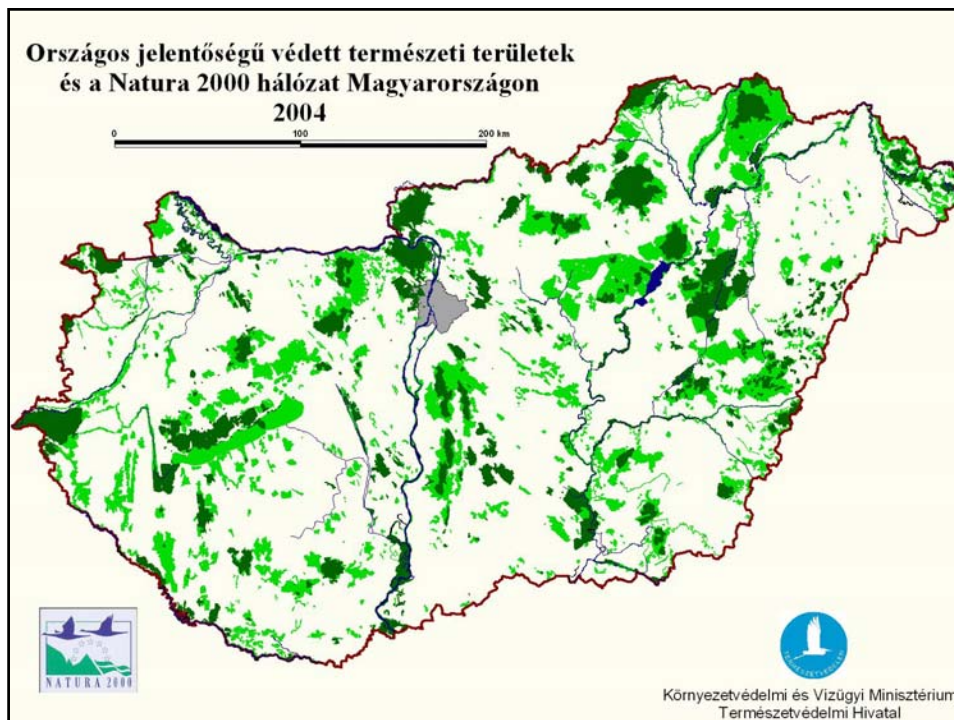 Országos jelentőségű védett természeti területek
és a Natura 2000 hálózat Magyarországon
2004
0 100 200 km
NATURA 2000
TERMÉSZETVÉDELEM
Környezetvédelmi és Vízügyi Minisztérium
Természetvédelmi Hivatal